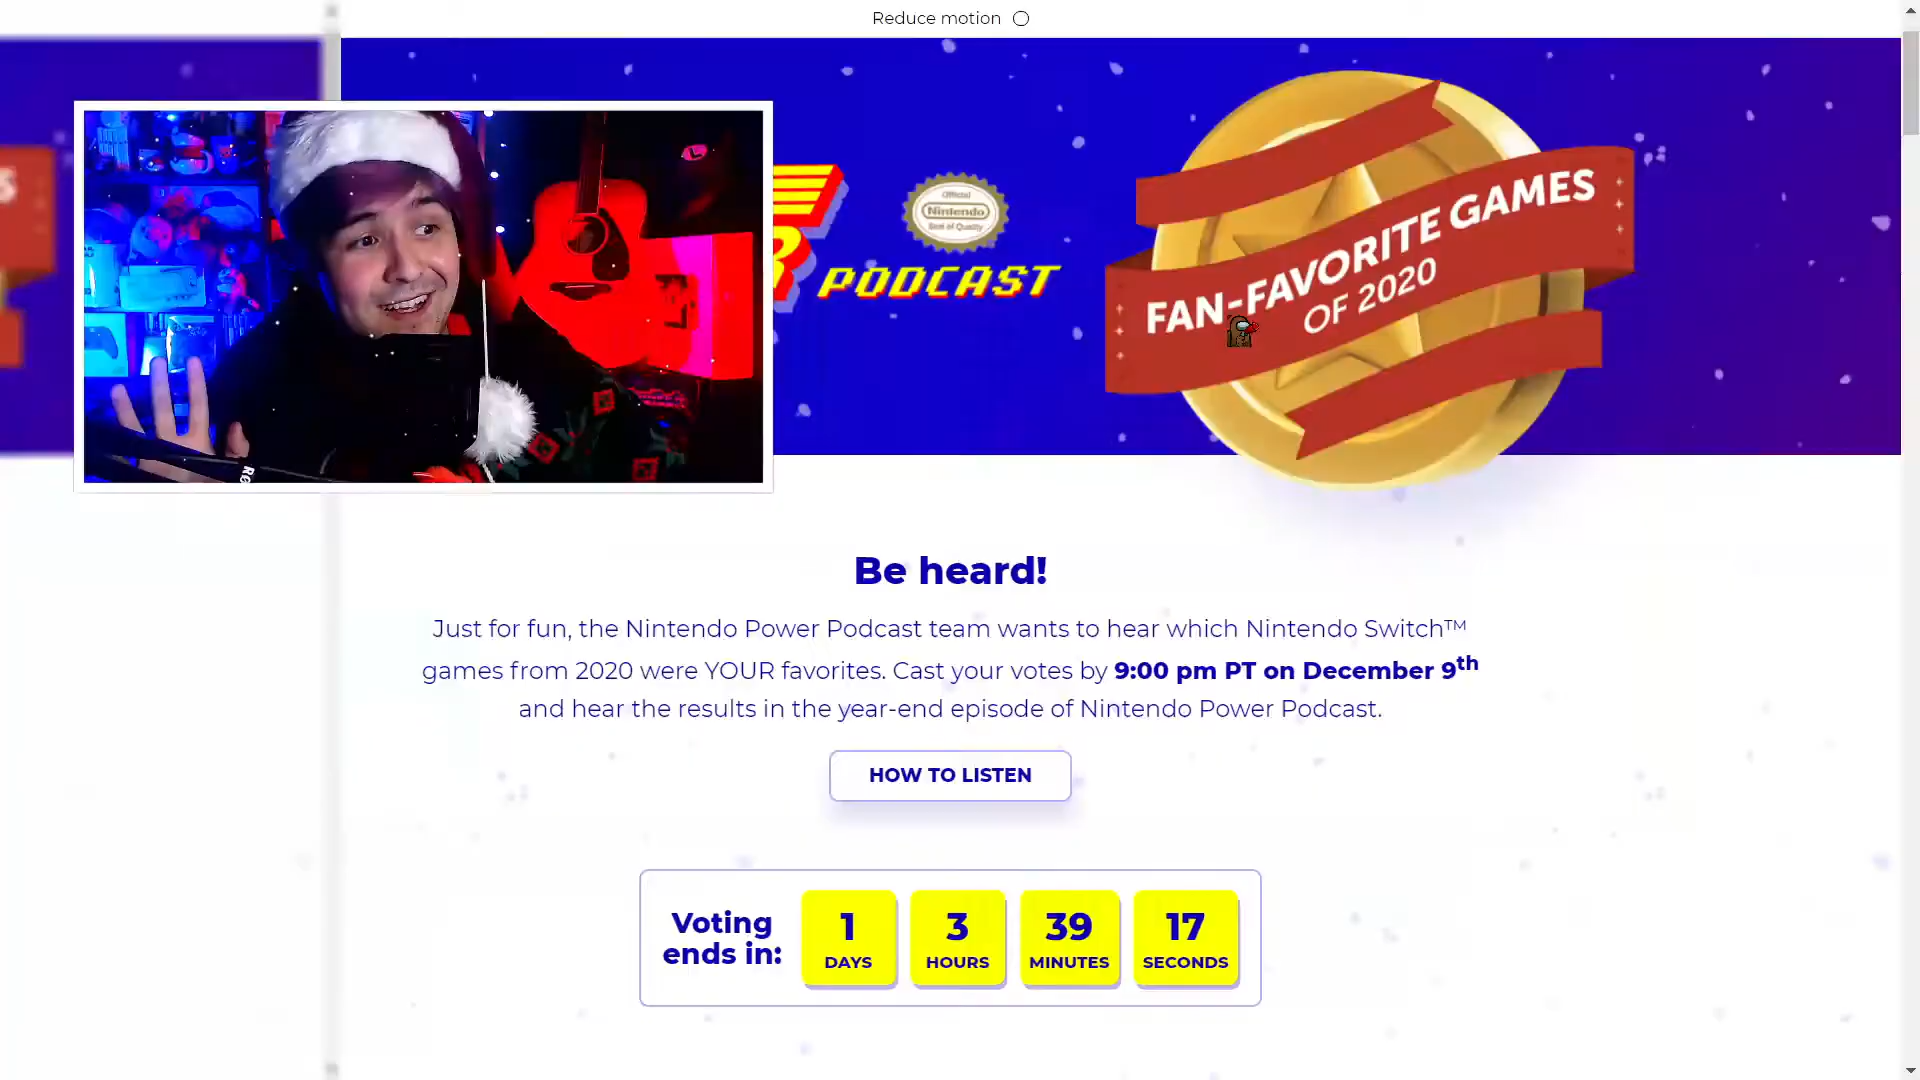 Reduce motion
S
R
Official
Nintendo
Seal of Quality
PODCAST
FAN-FAVORITE GAMES
OF 2020
L
Be heard!
Just for fun, the Nintendo Power Podcast team wants to hear which Nintendo Switch™
games from 2020 were YOUR favorites. Cast your votes by 9:00 pm PT on December 9th
and hear the results in the year-end episode of Nintendo Power Podcast.
HOW TO LISTEN
Voting
ends in:
1
DAYS
3
HOURS
39
MINUTES
17
SECONDS